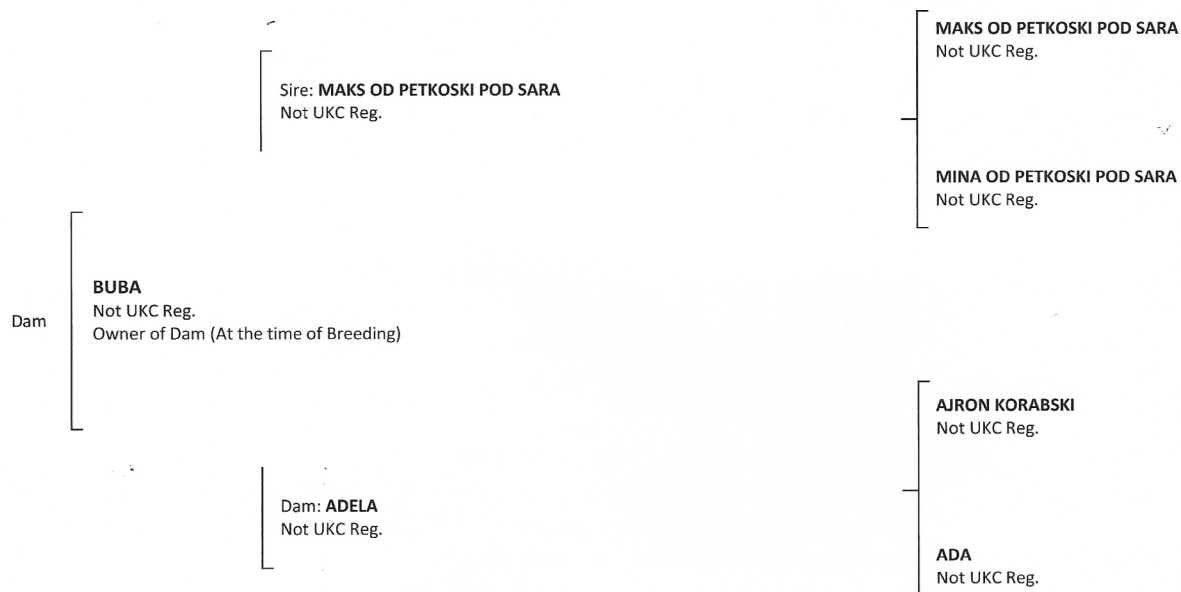 MAKS OD PETKOSKI POD SARA
Not UKC Reg.
Sire: MAKS OD PETKOSKI POD SARA
Not UKC Reg.
MINA OD PETKOSKI POD SARA
Not UKC Reg.
Dam
BUBA
Not UKC Reg.
Owner of Dam (At the time of Breeding)
AJRON KORABSKI
Not UKC Reg.
Dam: ADELA
Not UKC Reg.
ADA
Not UKC Reg.